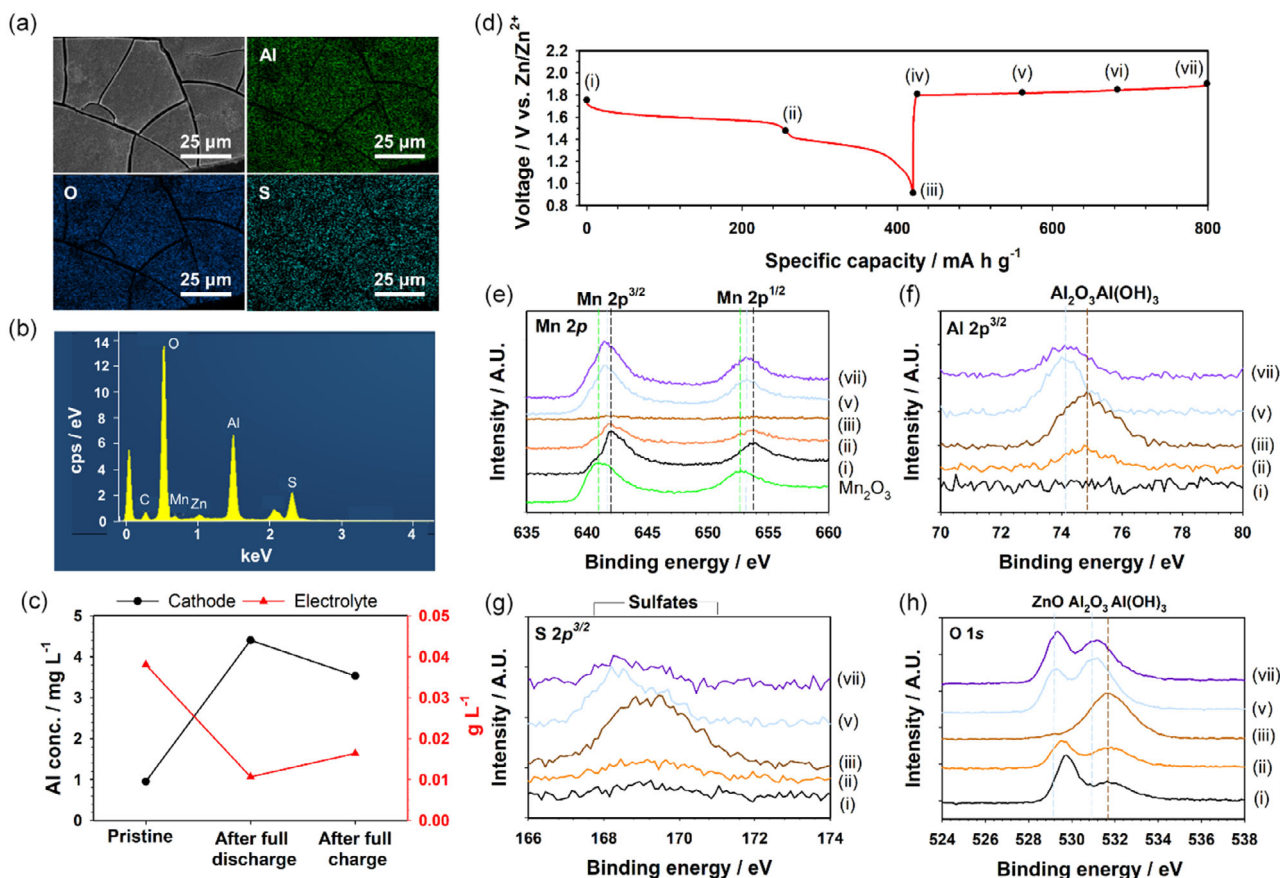 (a)
Al
25 µm
25 µm
O
S
25 µm
25 µm
(b)
cps / eV
14
12
10
8
6
4
2
0
O
Al
C
Mn
Zn
S
0
1
2
3
4
keV
(c)
Cathode
Electrolyte
Al conc. / mg L-1
5
4
3
2
1
0
0.05
0.04
0.03
0.02
0.01
0.00
g L-1
Pristine
After full
discharge
After full
charge
(d)
Voltage / V vs. Zn/Zn2+
2.2
2.0
1.8
1.6
1.4
1.2
1.0
0.8
(i)
(ii)
(iii)
(iv)
(v)
(vi)
(vii)
0
200
400
600
800
Specific capacity / mA h g-1
(e)
Mn 2p3/2
Mn 2p1/2
Mn 2p
Intensity / A.U.
(vii)
(v)
(iii)
(ii)
(i)
Mn2O3
635
640
645
650
655
660
Binding energy / eV
(f)
Al2O3Al(OH)3
Al 2p3/2
Intensity / A.U.
(vii)
(v)
(iii)
(ii)
(i)
70
72
74
76
78
80
Binding energy / eV
(g)
Sulfates
S 2p3/2
Intensity / A.U.
(vii)
(v)
(iii)
(ii)
(i)
166
168
170
172
174
Binding energy / eV
(h)
ZnO Al2O3 Al(OH)3
O 1s
Intensity / A.U.
(vii)
(v)
(iii)
(ii)
(i)
524
526
528
530
532
534
536
538
Binding energy / eV